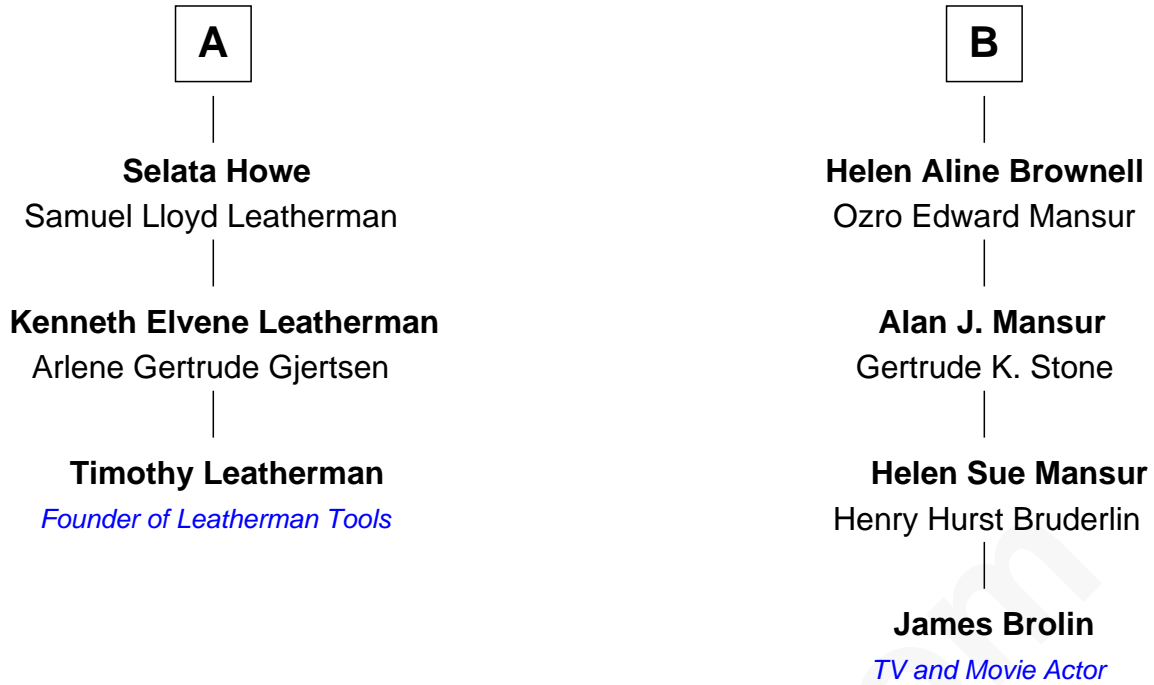 A
Selata Howe
Samuel Lloyd Leatherman
Kenneth Elvene Leatherman
Arlene Gertrude Gjertsen
Timothy Leatherman
Founder of Leatherman Tools
B
Helen Aline Brownell
Ozro Edward Mansur
Alan J. Mansur
Gertrude K. Stone
Helen Sue Mansur
Henry Hurst Bruderlin
James Brolin
TV and Movie Actor